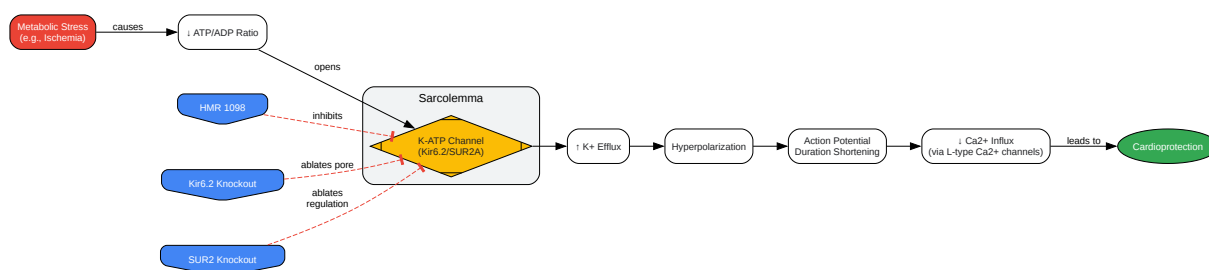 Metabolic Stress
(e.g., Ischemia)
causes
↓ ATP/ADP Ratio
opens
HMR 1098
inhibits
Sarcolemma
K-ATP Channel
(Kir6.2/SUR2A)
Kir6.2 Knockout
ablates pore
SUR2 Knockout
ablates
regulation
↑ K+ Efflux
Hyperpolarization
Action Potential
Duration Shortening
↓ Ca2+ Influx
(via L-type Ca2+ channels)
leads to
Cardioprotection